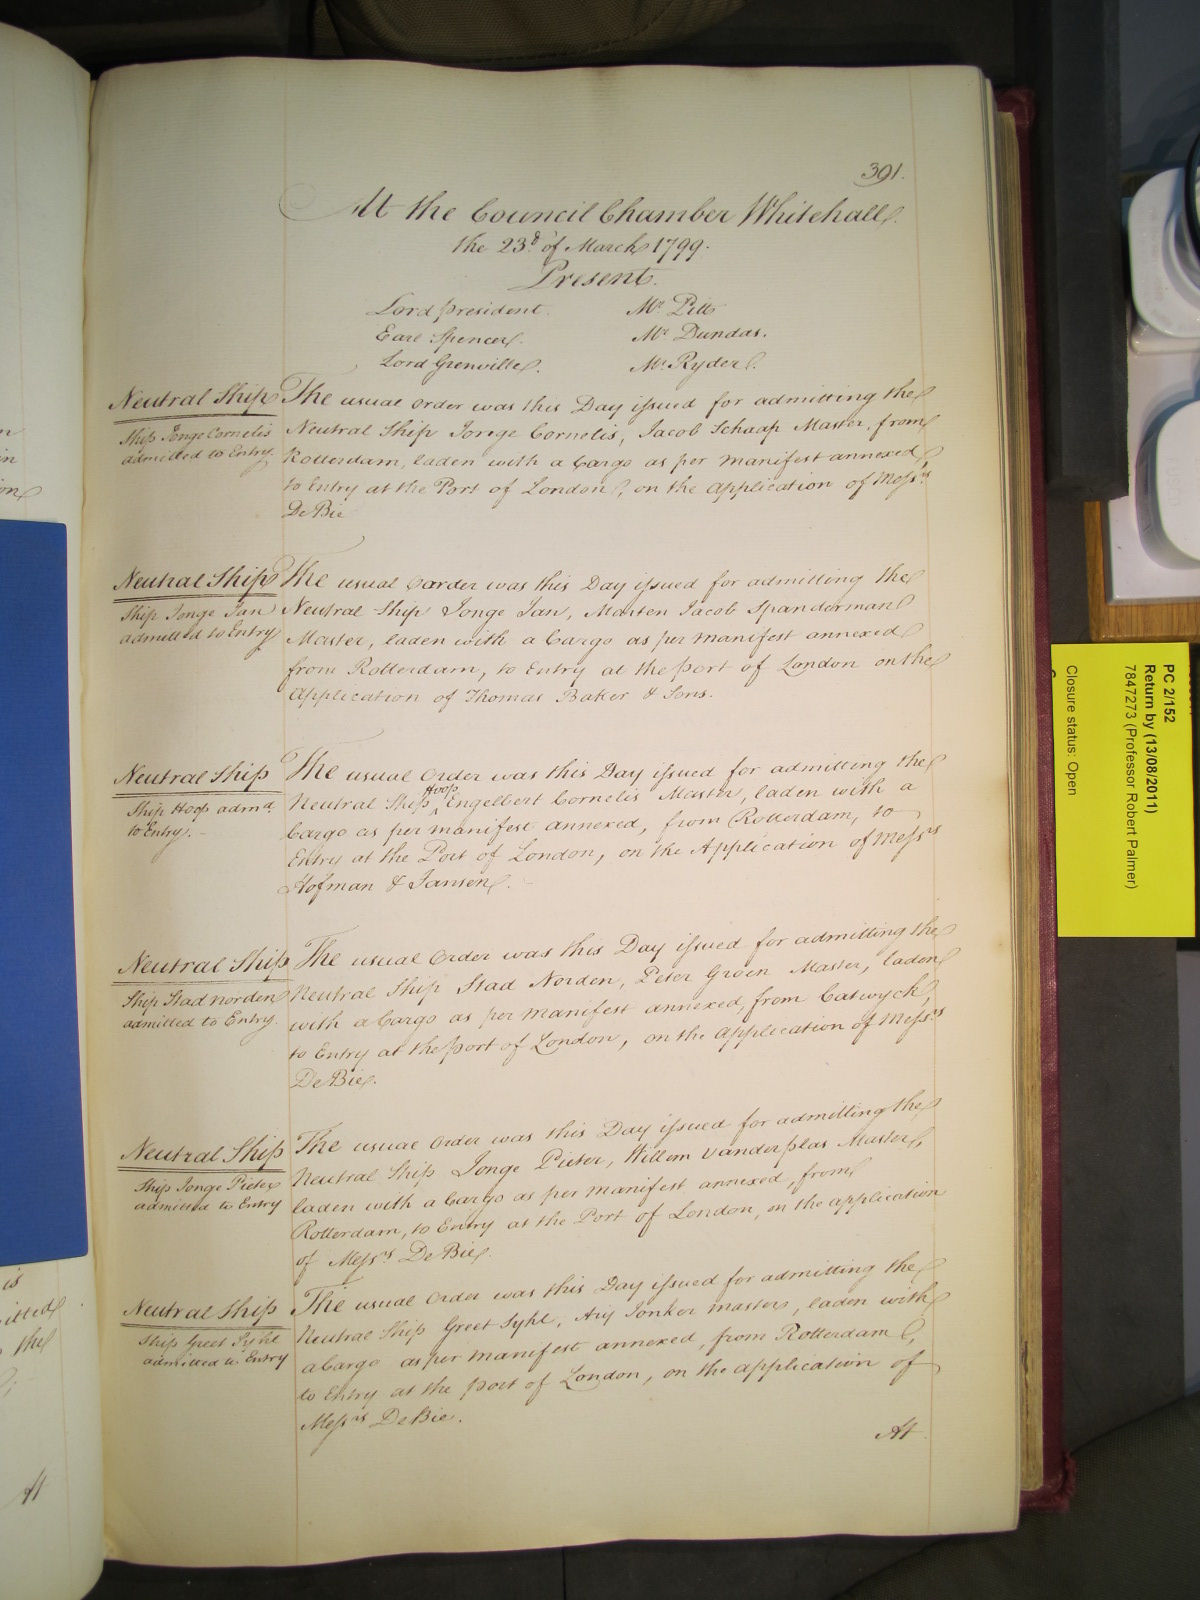 391.
At the Council Chamber Whitehall.
the 23d of March 1799.
Present.
Lord President. Mr Pitt
Earl Spencer. Mr Dundas.
Lord Grenville. Mr Ryder.
Neutral Ship
Ship Jonge Cornelis
admitted to Entry.
The usual order was this Day issued for admitting the
Neutral Ship Jonge Cornelis, Jacob Schaap Master, from
Rotterdam, laden with a Cargo as per manifest annexed,
to Entry at the Port of London, on the Application of Messrs
De Bie
Neutral Ship
Ship Jonge Jan
admitted to Entry
The usual Oarder was this Day issued for admitting the
Neutral Ship Jonge Jan, Marten Jacob Spanderman
Master, laden with a Cargo as per manifest annexed
from Rotterdam, to Entry at the port of London on the
Application of Thomas Baker & Sons.
Neutral Ship
Ship Hoop admd.
to Entry.-
The usual Order was this Day issued for admitting the
Neutral Ship, Hoop Engelbert Cornelis Master, laden with a
Cargo as per manifest annexed, from Rotterdam, to
Entry at the Port of London, on the Application of Messrs
Hofman & Jansen.
Neutral Ship
Ship Stad norden
admitted to Entry.
The usual Order was this Day issued for admitting the
Neutral Ship Stad Norden, Peter Groen Master, laden
with a Cargo as per manifest annexed, from Catwyck,
to Entry at the port of London, on the Application of Messrs
De Bie.
Neutral Ship
Ship Jonge Pieter
admitted to Entry
The usual Order was this Day issued for admitting the
Neutral Ship Jonge Pieter, Willem Vanderplas Master,
laden with a Cargo as per manifest annexed, from
Rotterdam, to Entry at the Port of London, on the application
of Messrs De Bie.
Neutral Ship
Ship Greet Sykl
admitted to Entry
The usual Order was this Day issued for admitting the
Neutral Ship Greet Sykl, Arij Jonker master, laden with
a Cargo as per manifest annexed, from Rotterdam,
to Entry at the port of London, on the application of
Messrs De Bie.
At
in
is
the
At
PC 2/152
Return by (13/08/2011)
7847273 (Professor Robert Palmer)
Closure status: Open